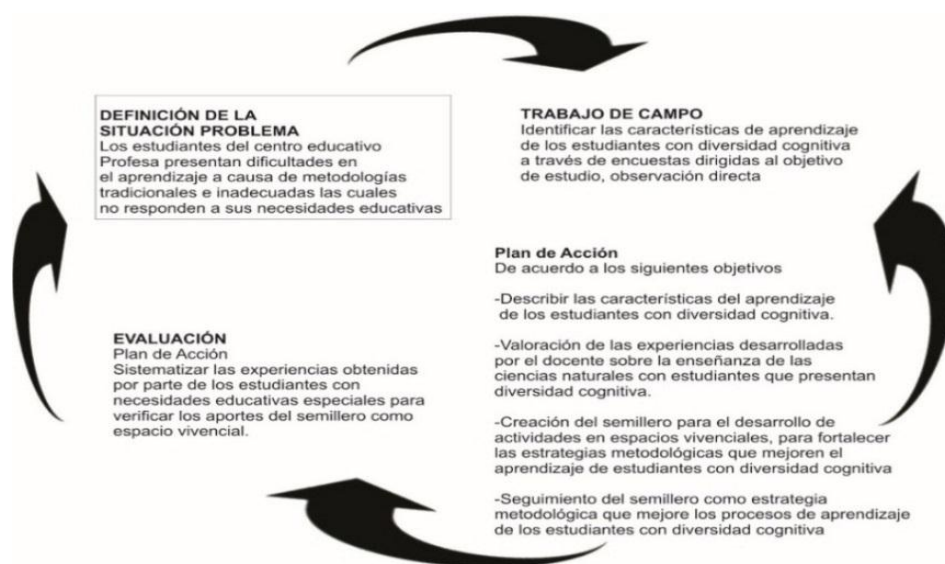 DEFINICIÓN DE LA
SITUACIÓN PROBLEMA
Los estudiantes del centro educativo
Profesa presentan dificultades en
el aprendizaje a causa de metodologías
tradicionales e inadecuadas las cuales
no responden a sus necesidades educativas
TRABAJO DE CAMPO
Identificar las características de aprendizaje
de los estudiantes con diversidad cognitiva
a través de encuestas dirigidas al objetivo
de estudio, observación directa
Plan de Acción
De acuerdo a los siguientes objetivos
-Describir las características del aprendizaje
de los estudiantes con diversidad cognitiva.
-Valoración de las experiencias desarrolladas
por el docente sobre la enseñanza de las
ciencias naturales con estudiantes que presentan
diversidad cognitiva.
-Creación del semillero para el desarrollo de
actividades en espacios vivenciales, para fortalecer
las estrategias metodológicas que mejoren el
aprendizaje de estudiantes con diversidad cognitiva
-Seguimiento del semillero como estrategia
metodológica que mejore los procesos de aprendizaje
de los estudiantes con diversidad cognitiva
EVALUACIÓN
Plan de Acción
Sistematizar las experiencias obtenidas
por parte de los estudiantes con
necesidades educativas especiales para
verificar los aportes del semillero como
espacio vivencial.